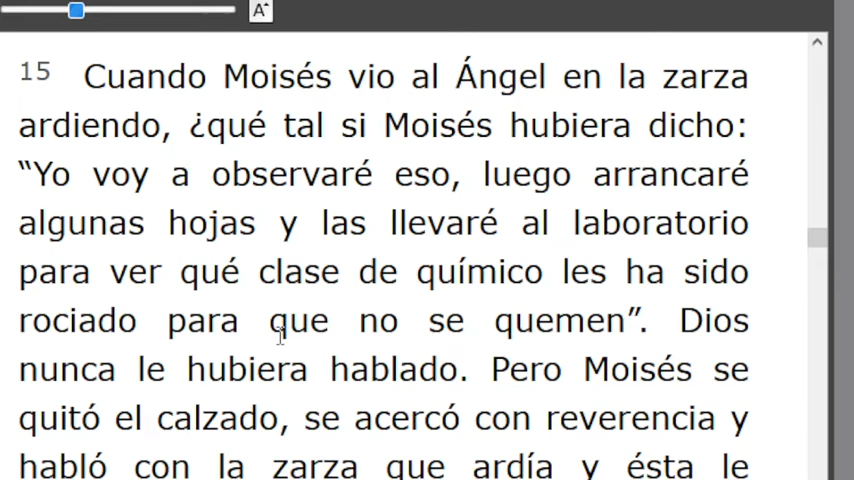 A
15 Cuando Moisés vio al Ángel en la zarza
ardiendo, ¿qué tal si Moisés hubiera dicho:
“Yo voy a observaré eso, luego arrancaré
algunas hojas y las llevaré al laboratorio
para ver qué clase de químico les ha sido
rociado para que no se quemen”. Dios
nunca le hubiera hablado. Pero Moisés se
quitó el calzado, se acercó con reverencia y
habló con la zarza que ardía y ésta le